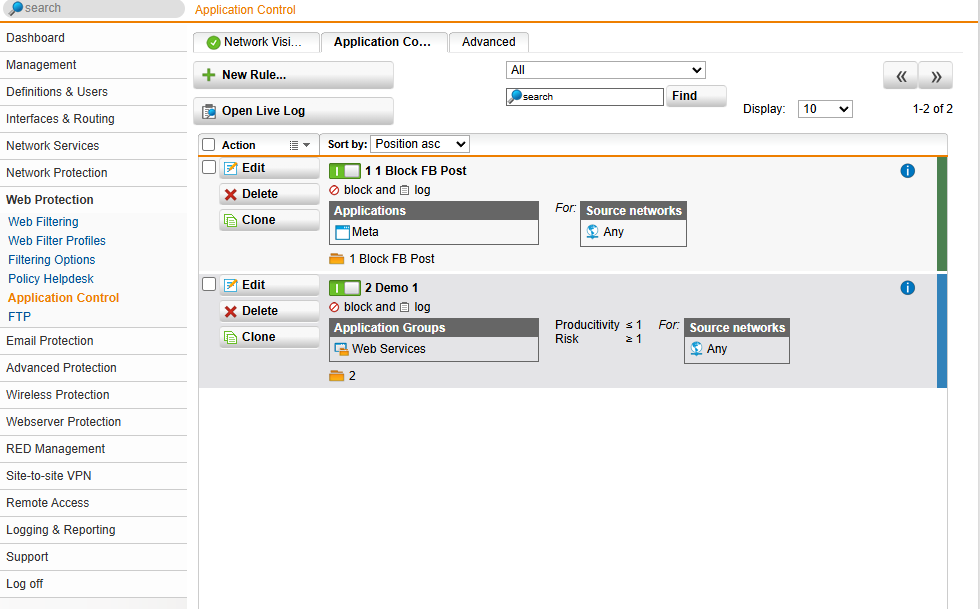 search
Application Control
Dashboard
Management
Definitions & Users
Interfaces & Routing
Network Services
Network Protection
Web Protection
Web Filtering
Web Filter Profiles
Filtering Options
Policy Helpdesk
Application Control
FTP
Email Protection
Advanced Protection
Wireless Protection
Webserver Protection
RED Management
Site-to-site VPN
Remote Access
Logging & Reporting
Support
Log off
Network Visi… Application Co… Advanced
New Rule...
Open Live Log
All
search Find
Display: 10
« »
1-2 of 2
Action Sort by: Position asc
Edit
Delete
Clone
1 1 Block FB Post
block and log
Applications
Meta
For: Source networks
Any
1 Block FB Post
Edit
Delete
Clone
2 Demo 1
block and log
Application Groups
Web Services
Productivity ≤ 1
Risk ≥ 1
For: Source networks
Any
2